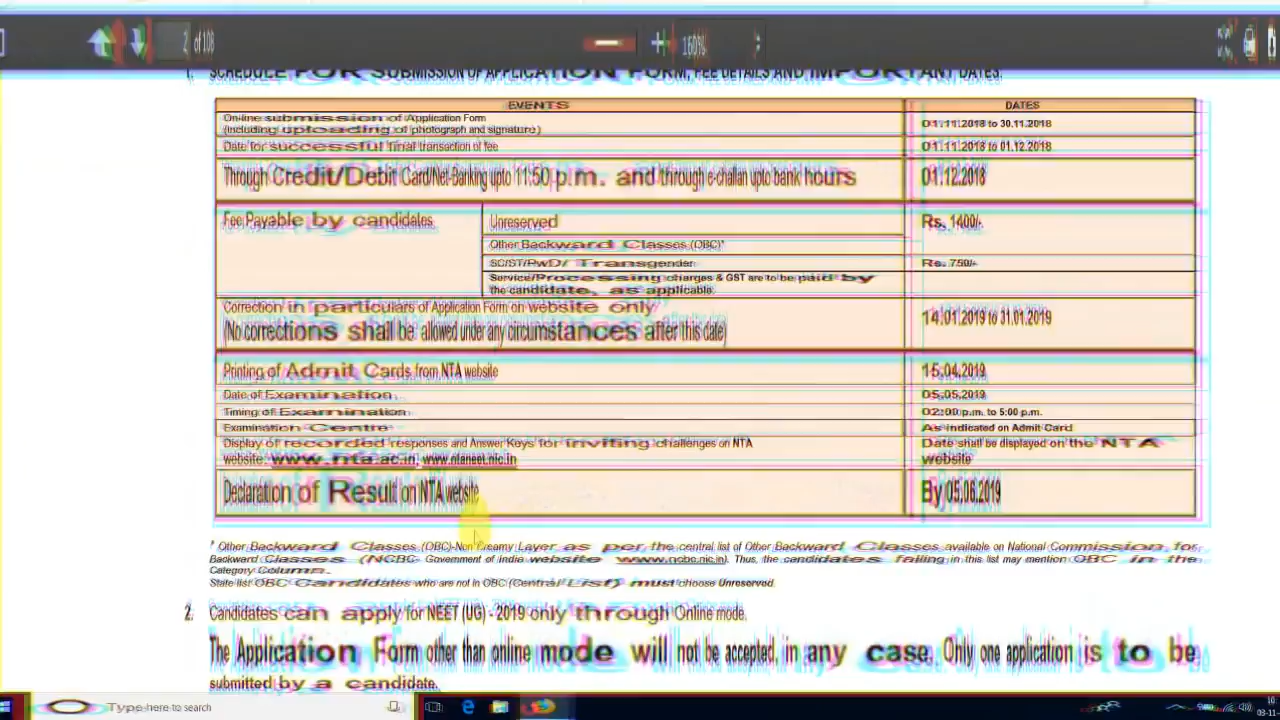 2 of 108
160%
1. SCHEDULE FOR SUBMISSION OF APPLICATION FORM, FEE DETAILS AND IMPORTANT DATES:
EVENTS DATES
On-line submission of Application Form
(including uploading of photograph and signature) 01.11.2018 to 30.11.2018
Date for successful final transaction of fee 01.11.2018 to 01.12.2018
Through Credit/Debit Card/Net-Banking upto 11:50 p.m. and through e-challan upto bank hours 01.12.2018
Fee Payable by candidates Unreserved Rs. 1400/-
Other Backward Classes (OBC)*
SC/ST/PwD/ Transgender Rs. 750/-
Service/Processing charges & GST are to be paid by
the candidate, as applicable.
Correction in particulars of Application Form on website only
(No corrections shall be allowed under any circumstances after this date) 14.01.2019 to 31.01.2019
Printing of Admit Cards from NTA website 15.04.2019
Date of Examination 05.05.2019
Timing of Examination 02:00 p.m. to 5:00 p.m.
Examination Centre As indicated on Admit Card
Display of recorded responses and Answer Keys for inviting challenges on NTA Date shall be displayed on the NTA
website: www.nta.ac.in, www.ntaneet.nic.in website
Declaration of Result on NTA website By 05.06.2019
* Other Backward Classes (OBC)-Non Creamy Layer as per the central list of Other Backward Classes available on National Commission for
Backward Classes (NCBC- Government of India website www.ncbc.nic.in). Thus, the candidates falling in this list may mention OBC in the
Category Column.
State list OBC Candidates who are not in OBC (Central List) must choose Unreserved.
2. Candidates can apply for NEET (UG) - 2019 only through Online mode.
The Application Form other than online mode will not be accepted, in any case. Only one application is to be
submitted by a candidate.
Type here to search